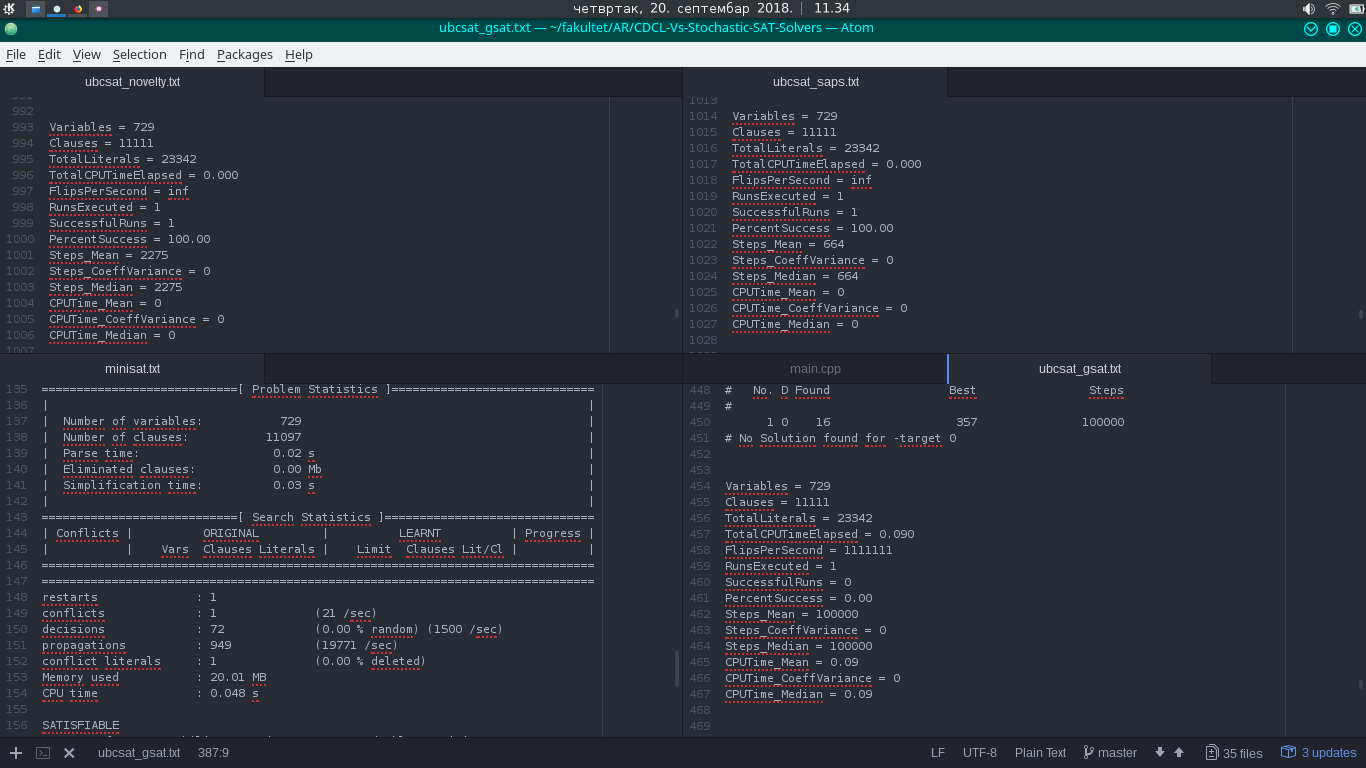 четвртак, 20. септембар 2018. | 11.34
ubcsat_gsat.txt — ~/fakultet/AR/CDCL-Vs-Stochastic-SAT-Solvers — Atom
File Edit View Selection Find Packages Help
ubcsat_novelty.txt
992
993 Variables = 729
994 Clauses = 11111
995 TotalLiterals = 23342
996 TotalCPUTimeElapsed = 0.000
997 FlipsPerSecond = inf
998 RunsExecuted = 1
999 SuccessfulRuns = 1
1000 PercentSuccess = 100.00
1001 Steps_Mean = 2275
1002 Steps_CoeffVariance = 0
1003 Steps_Median = 2275
1004 CPUTime_Mean = 0
1005 CPUTime_CoeffVariance = 0
1006 CPUTime_Median = 0
1007
ubcsat_saps.txt
1013
1014 Variables = 729
1015 Clauses = 11111
1016 TotalLiterals = 23342
1017 TotalCPUTimeElapsed = 0.000
1018 FlipsPerSecond = inf
1019 RunsExecuted = 1
1020 SuccessfulRuns = 1
1021 PercentSuccess = 100.00
1022 Steps_Mean = 664
1023 Steps_CoeffVariance = 0
1024 Steps_Median = 664
1025 CPUTime_Mean = 0
1026 CPUTime_CoeffVariance = 0
1027 CPUTime_Median = 0
1028
minisat.txt
135 ============================[ Problem Statistics ]=============================
136 | |
137 | Number of variables: 729 |
138 | Number of clauses: 11097 |
139 | Parse time: 0.02 s |
140 | Eliminated clauses: 0.00 Mb |
141 | Simplification time: 0.03 s |
142 | |
143 ============================[ Search Statistics ]==============================
144 | Conflicts | ORIGINAL | LEARNT | Progress |
145 | | Vars Clauses Literals | Limit Clauses Lit/Cl | |
146 ===============================================================================
147 ===============================================================================
148 restarts : 1
149 conflicts : 1 (21 /sec)
150 decisions : 72 (0.00 % random) (1500 /sec)
151 propagations : 949 (19771 /sec)
152 conflict literals : 1 (0.00 % deleted)
153 Memory used : 20.01 MB
154 CPU time : 0.048 s
155
156 SATISFIABLE
main.cpp
ubcsat_gsat.txt
448 # No. D Found Best Steps
449 #
450 1 0 16 357 100000
451 # No Solution found for -target 0
452
453
454 Variables = 729
455 Clauses = 11111
456 TotalLiterals = 23342
457 TotalCPUTimeElapsed = 0.090
458 FlipsPerSecond = 1111111
459 RunsExecuted = 1
460 SuccessfulRuns = 0
461 PercentSuccess = 0.00
462 Steps_Mean = 100000
463 Steps_CoeffVariance = 0
464 Steps_Median = 100000
465 CPUTime_Mean = 0.09
466 CPUTime_CoeffVariance = 0
467 CPUTime_Median = 0.09
468
469
ubcsat_gsat.txt 387:9 LF UTF-8 Plain Text master 35 files 3 updates